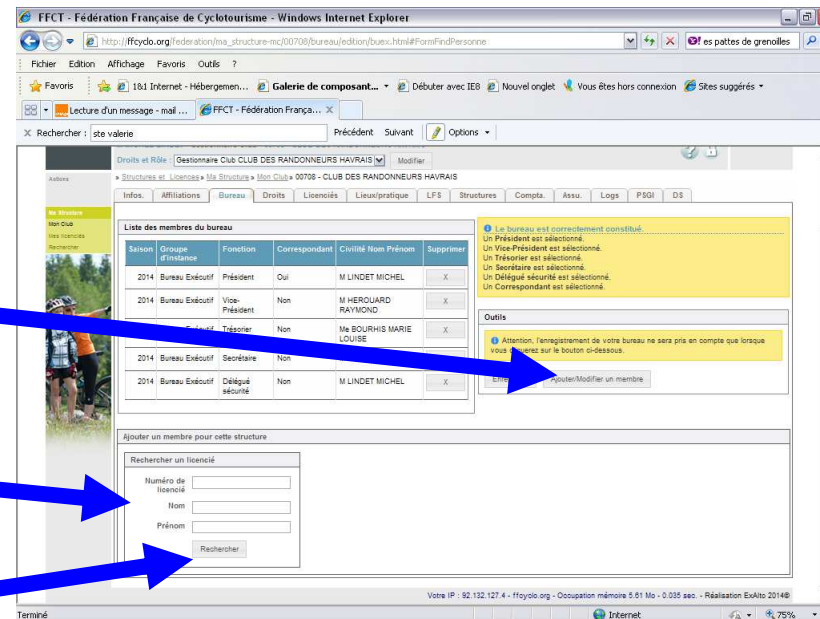 FFCT - Fédération Française de Cyclotourisme - Windows Internet Explorer
http://ffcyclo.org/federation/ma_structure-mc/00708/bureau/edition/buex.html#FormFindPersonne
es pattes de grenolles
Fichier Edition Affichage Favoris Outils ?
Favoris 1&1 Internet - Hébergemen... Galerie de composant... Débuter avec IE8 Nouvel onglet Vous êtes hors connexion Sites suggérés
Lecture d'un message - mail ... FFCT - Fédération França... X
X Rechercher : ste valerie Précédent Suivant Options
Droits et Rôle : Gestionnaire Club CLUB DES RANDONNEURS HAVRAIS Modifier
Actions
» Structures et Licences » Ma Structure » Mon Club » 00708 - CLUB DES RANDONNEURS HAVRAIS
Infos. Affiliations Bureau Droits Licenciés Lieux/pratique LFS Structures Compta. Assu. Logs PSGI DS
Ma Structure
Mon Club
Mes licenciés
Rechercher
Liste des membres du bureau
Saison Groupe d'instance Fonction Correspondant Civilité Nom Prénom Supprimer
2014 Bureau Exécutif Président Oui M LINDET MICHEL X
2014 Bureau Exécutif Vice-Président Non M HEROUARD RAYMOND X
Exécutif Trésorier Non Me BOURHIS MARIE LOUISE X
2014 Bureau Exécutif Secrétaire Non
2014 Bureau Exécutif Délégué sécurité Non M LINDET MICHEL X
Le bureau est correctement constitué.
Un Président est sélectionné.
Un Vice-Président est sélectionné.
Un Trésorier est sélectionné.
Un Secrétaire est sélectionné.
Un Délégué sécurité est sélectionné.
Un Correspondant est sélectionné.
Outils
Attention, l'enregistrement de votre bureau ne sera pris en compte que lorsque
vous cliquerez sur le bouton ci-dessous.
Ajouter/Modifier un membre
Ajouter un membre pour cette structure
Rechercher un licencié
Numéro de
licencié
Nom
Prénom
Rechercher
Votre IP : 92.132.127.4 - ffcyclo.org - Occupation mémoire 5.61 Mo - 0.035 sec. - Réalisation ExAlto 2014®
Terminé Internet 75%